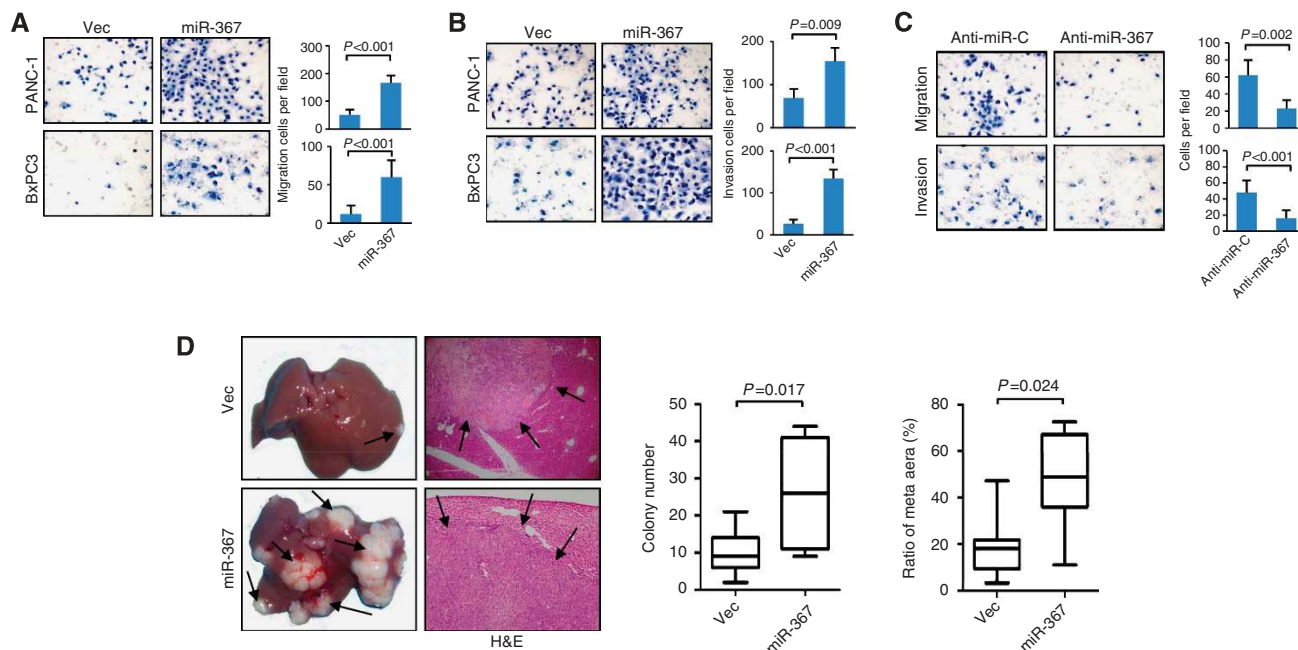 A
Vec
miR-367
PANC-1
BxPC3
Migration cells per field
300
200
100
0
P<0.001
100
50
0
P<0.001
Vec
miR-367
B
Vec
miR-367
PANC-1
BxPC3
Invasion cells per field
200
100
0
P=0.009
200
100
0
P<0.001
Vec
miR-367
C
Anti-miR-C
Anti-miR-367
Migration
Invasion
Cells per field
100
80
60
40
20
0
P=0.002
80
60
40
20
0
P<0.001
Anti-miR-C
Anti-miR-367
D
Vec
miR-367
H&E
Colony number
50
40
30
20
10
0
P=0.017
Vec
miR-367
Ratio of meta aera (%)
80
60
40
20
0
P=0.024
Vec
miR-367